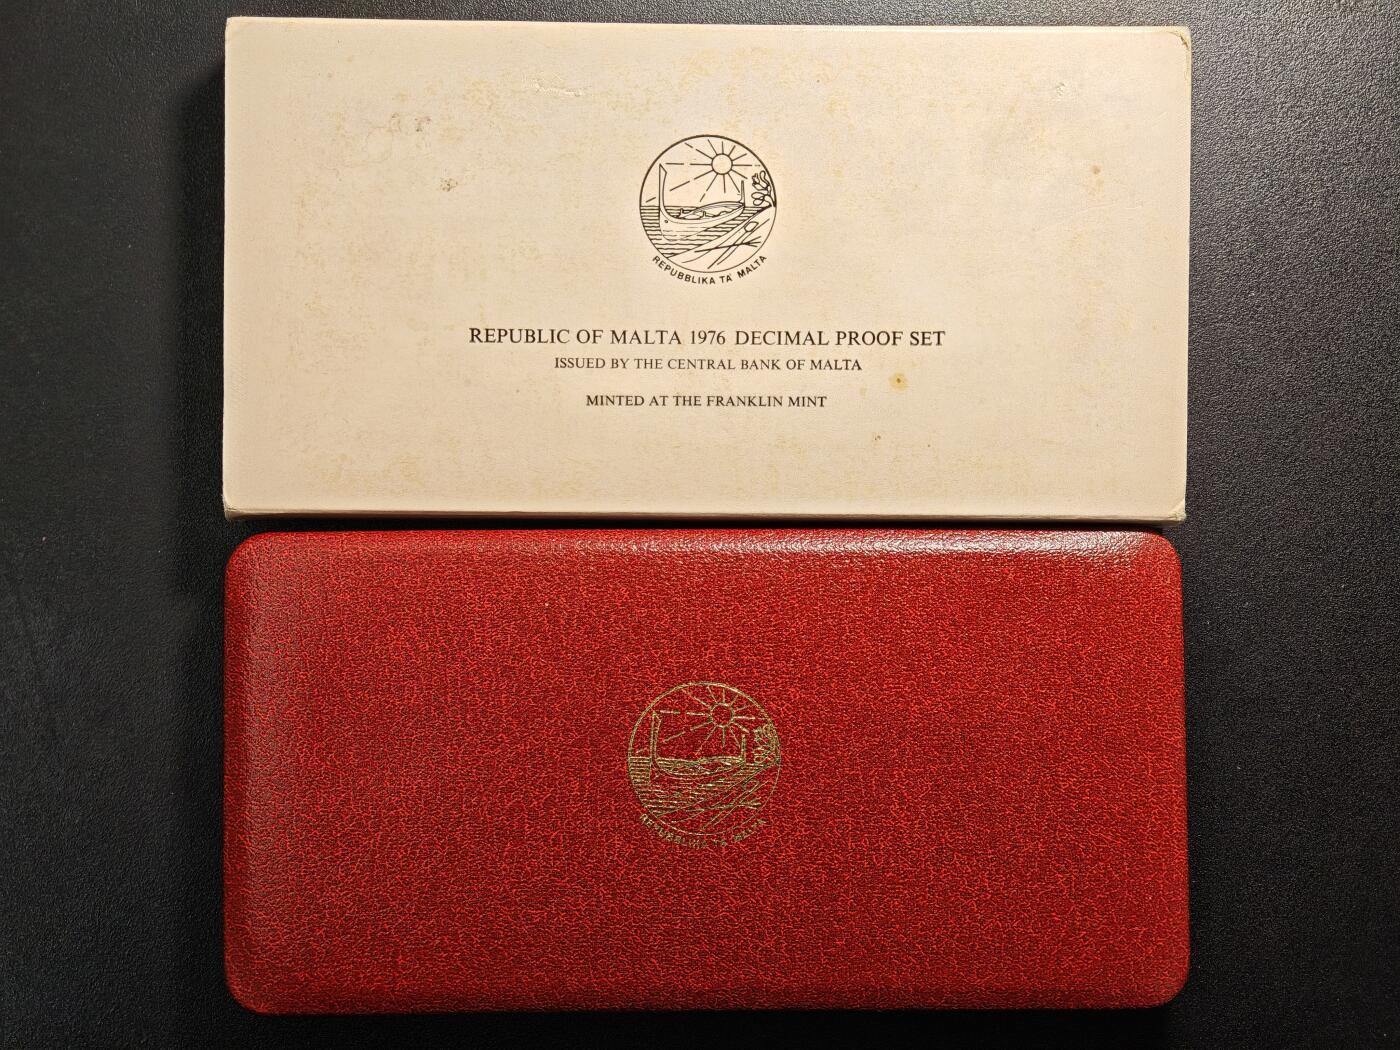 REPUBBLIKA TA' MALTA
REPUBLIC OF MALTA 1976 DECIMAL PROOF SET
ISSUED BY THE CENTRAL BANK OF MALTA
MINTED AT THE FRANKLIN MINT
REPUBBLIKA TA' MALTA